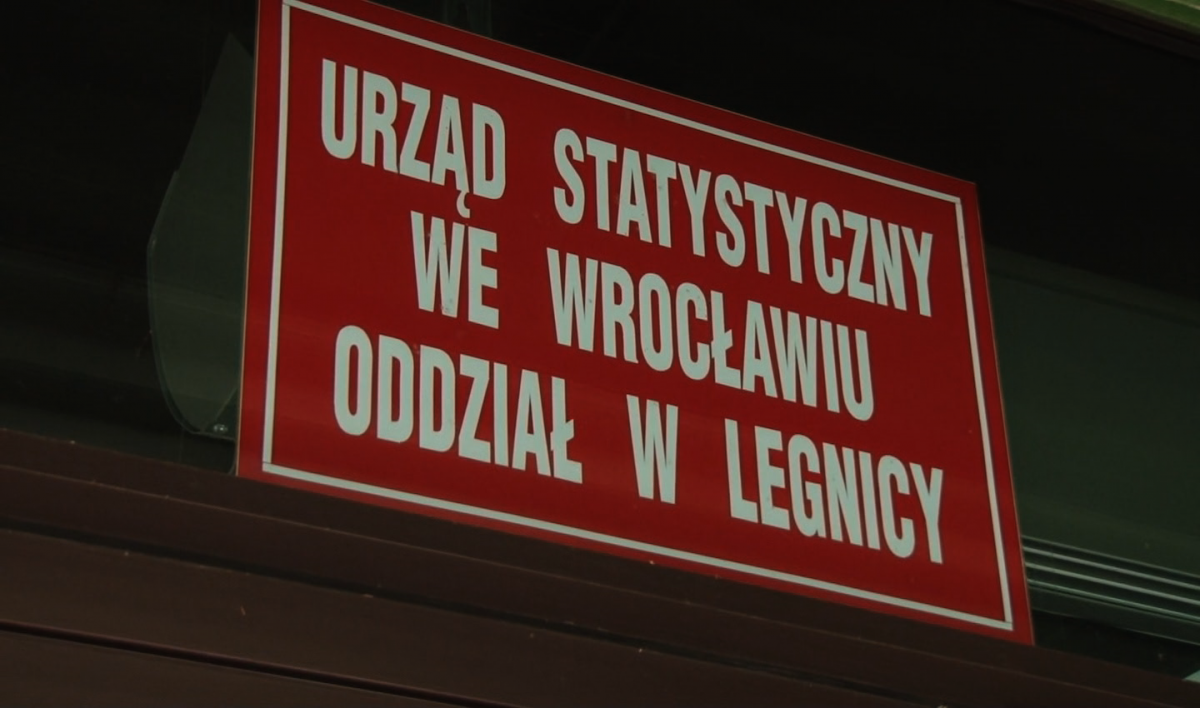 URZĄD STATYSTYCZNY
WE WROCŁAWIU
ODDZIAŁ W LEGNICY